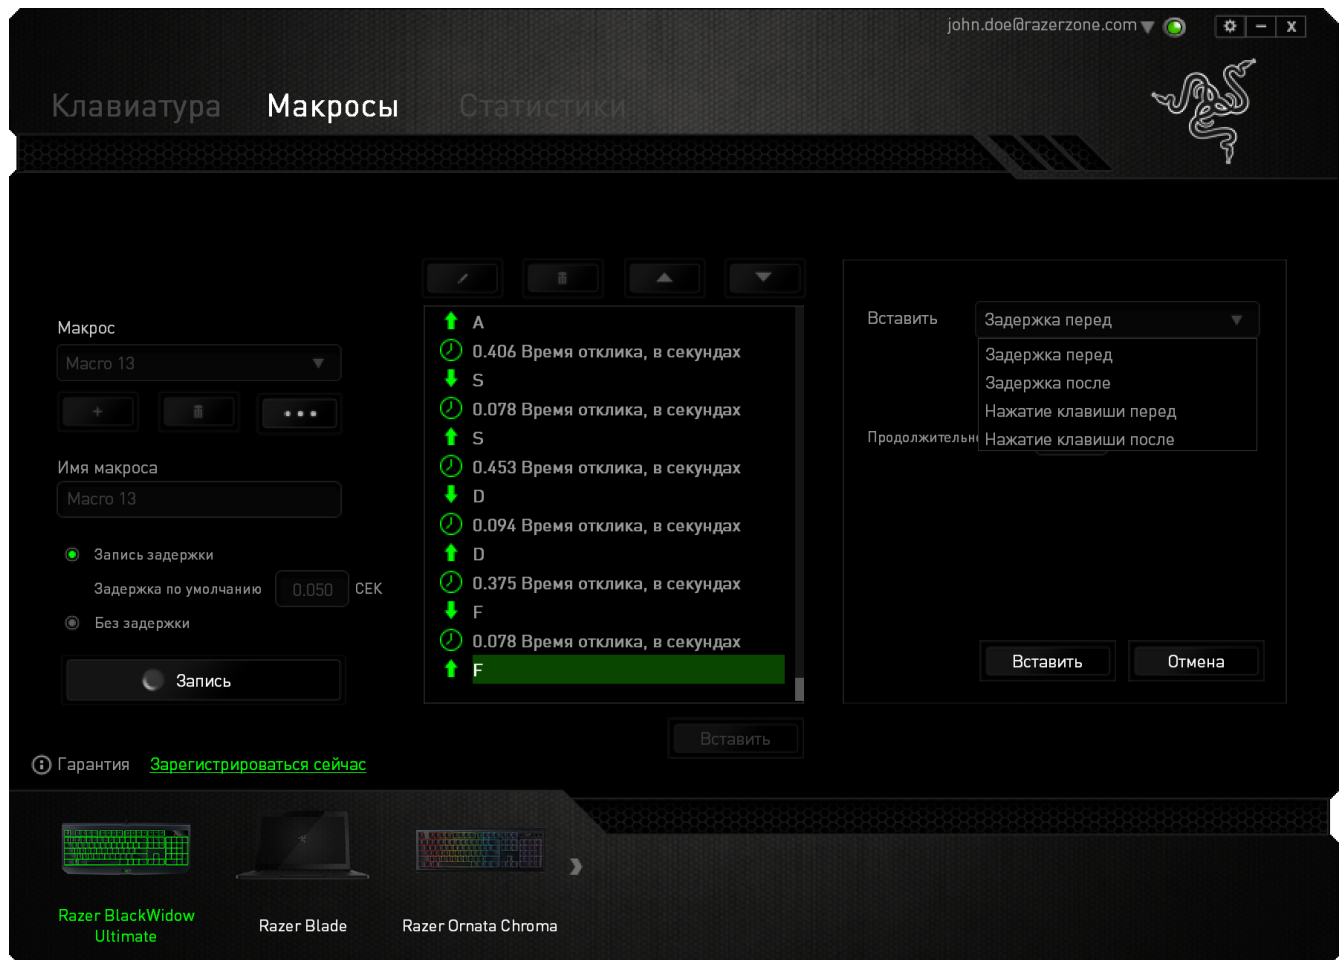 john.doe@razerzone.com
X
Клавиатура
Макросы
Статистики
Макрос
Macro 13
Имя макроса
Macro 13
Запись задержки
Задержка по умолчанию
0.050
СЕК
Без задержки
Запись
A
0.406 Время отклика, в секундах
S
0.078 Время отклика, в секундах
S
0.453 Время отклика, в секундах
D
0.094 Время отклика, в секундах
D
0.375 Время отклика, в секундах
F
0.078 Время отклика, в секундах
F
Вставить
Вставить
Задержка перед
Задержка перед
Задержка после
Нажатие клавиши перед
Нажатие клавиши после
Продолжительн
Вставить
Отмена
Гарантия
Зарегистрироваться сейчас
Razer BlackWidow
Ultimate
Razer Blade
Razer Ornata Chroma